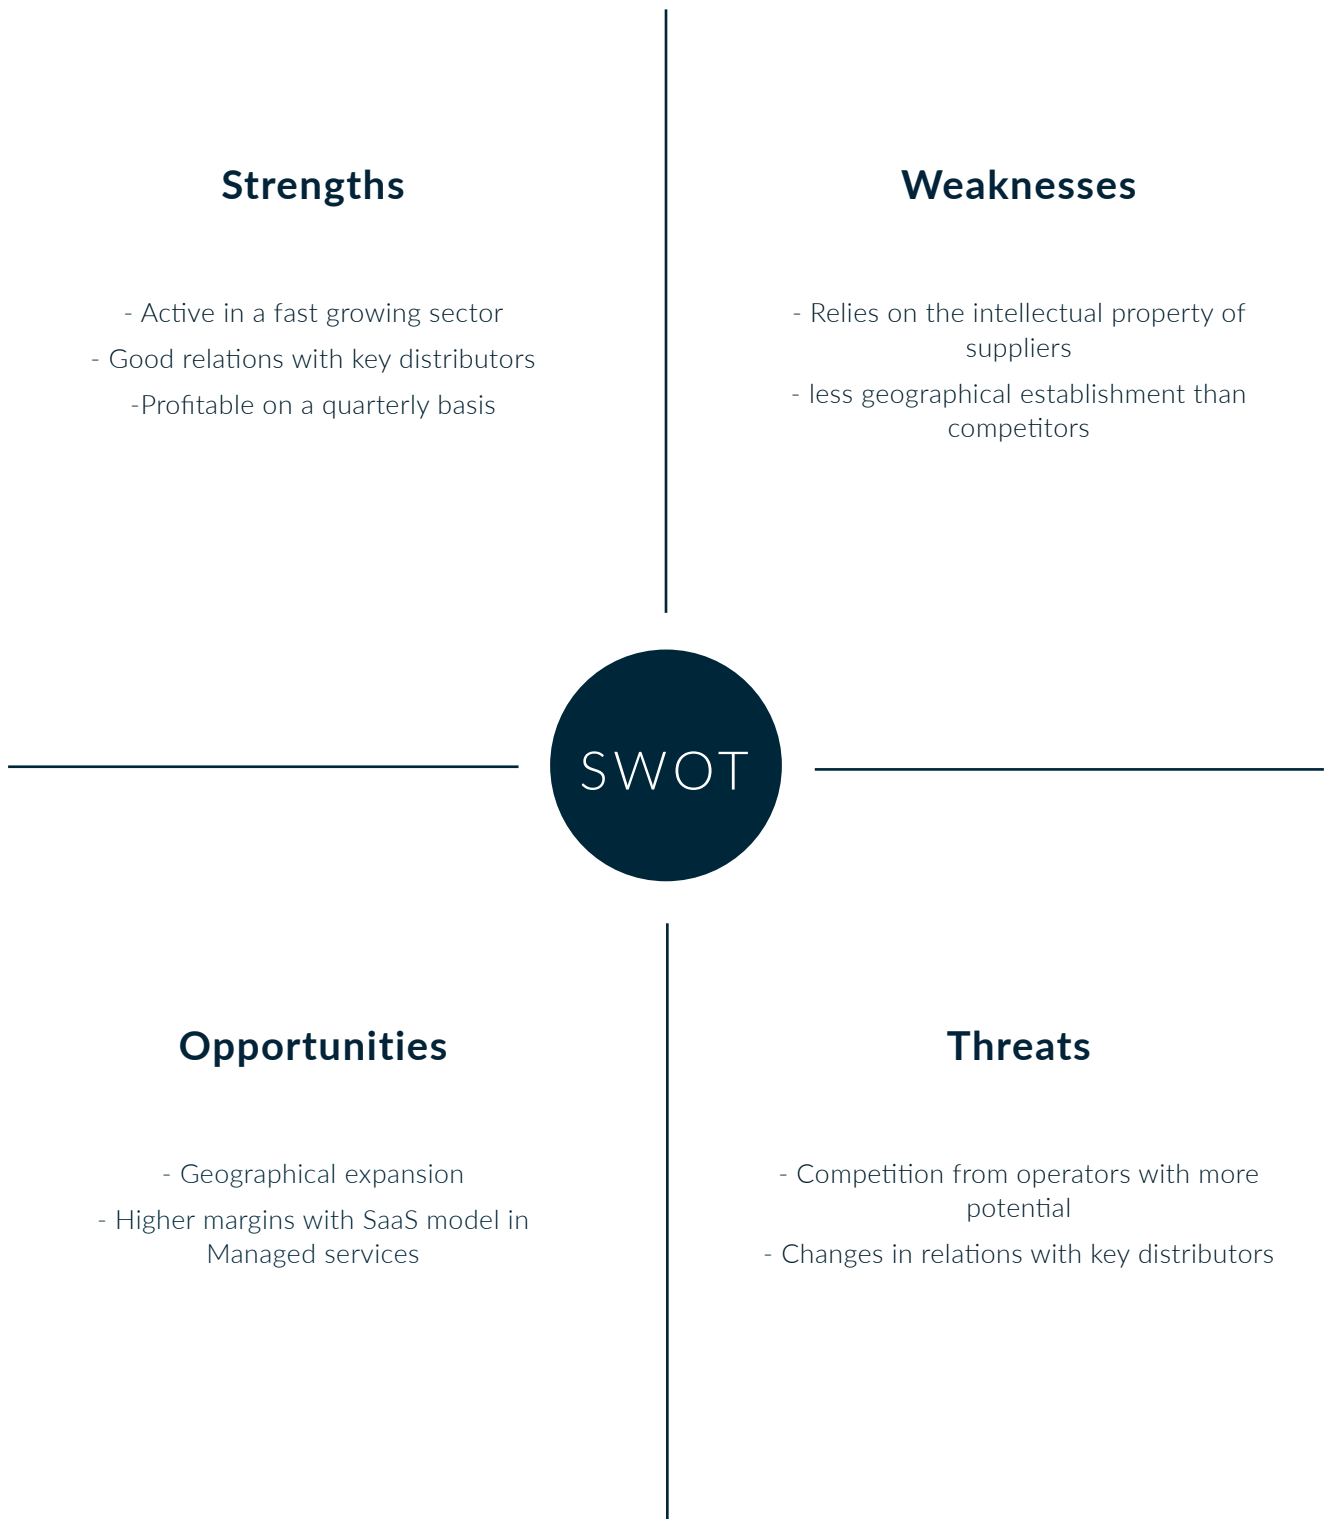 Strengths
- Active in a fast growing sector
- Good relations with key distributors
-Profitable on a quarterly basis
Weaknesses
- Relies on the intellectual property of
suppliers
- less geographical establishment than
competitors
SWOT
Opportunities
- Geographical expansion
- Higher margins with SaaS model in
Managed services
Threats
- Competition from operators with more
potential
- Changes in relations with key distributors